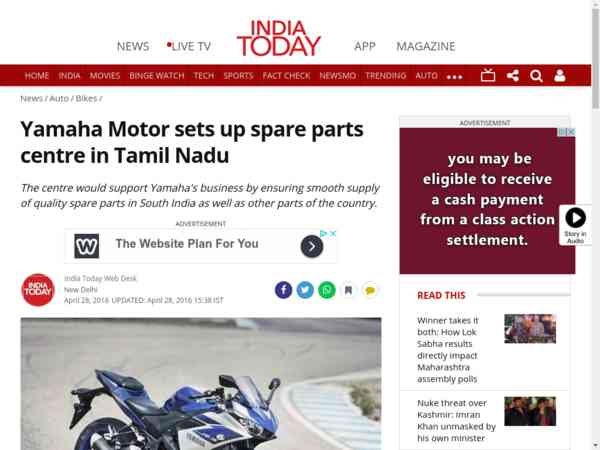 NEWS
LIVE TV
INDIA
TODAY
APP
MAGAZINE
HOME INDIA MOVIES BINGE WATCH TECH SPORTS FACT CHECK NEWSMO TRENDING AUTO
News / Auto / Bikes /
Yamaha Motor sets up spare parts
centre in Tamil Nadu
The centre would support Yamaha's business by ensuring smooth supply
of quality spare parts in South India as well as other parts of the country.
ADVERTISEMENT
W
The Website Plan For You
INDIA
TODAY
India Today Web Desk
New Delhi
April 28, 2016 UPDATED: April 28, 2016 15:38 IST
YAMAHA
ADVERTISEMENT
you may be
eligible to receive
a cash payment
from a class action
settlement.
Story in
Audio
READ THIS
Winner takes it
both: How Lok
Sabha results
directly impact
Maharashtra
assembly polls
Nuke threat over
Kashmir: Imran
Khan unmasked by
his own minister